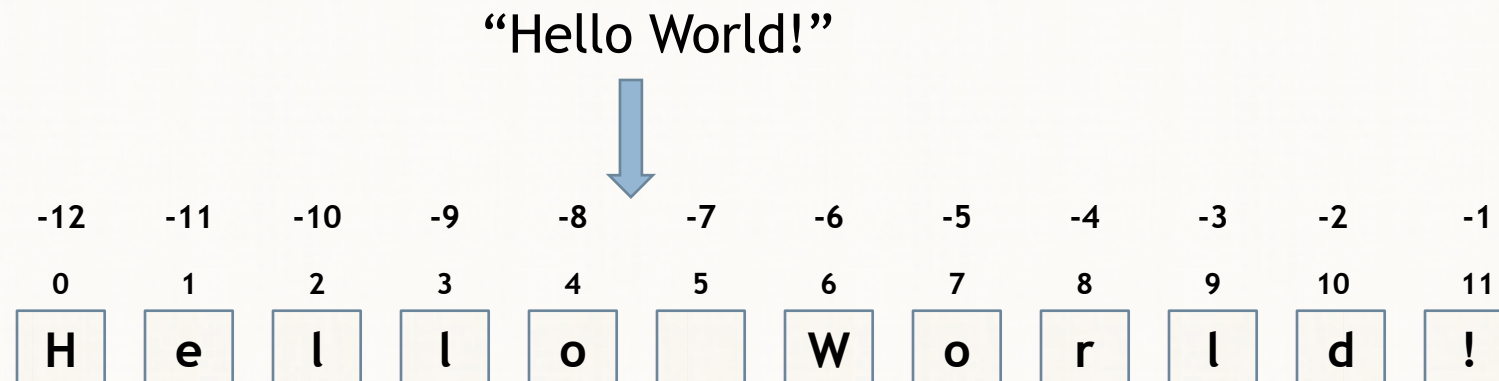 “Hello World!”
-12 -11 -10 -9 -8 -7 -6 -5 -4 -3 -2 -1
0 1 2 3 4 5 6 7 8 9 10 11
H e l l o W o r l d !